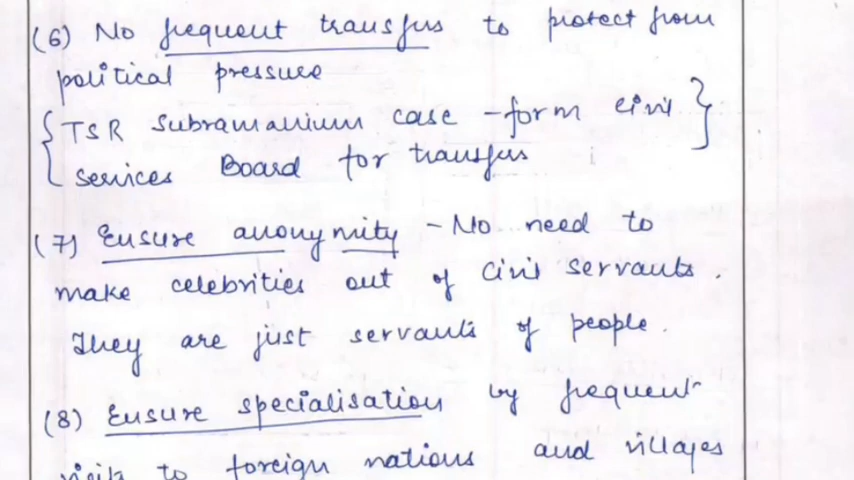 (6) No frequent transfers to protect from
political pressure
{ TSR Subramanium case - form civil }
services Board for transfers
(7) Ensure anonymity - No need to
make celebrities out of civil servants.
They are just servants of people.
(8) Ensure specialisation by frequent
visits to foreign nations and villages